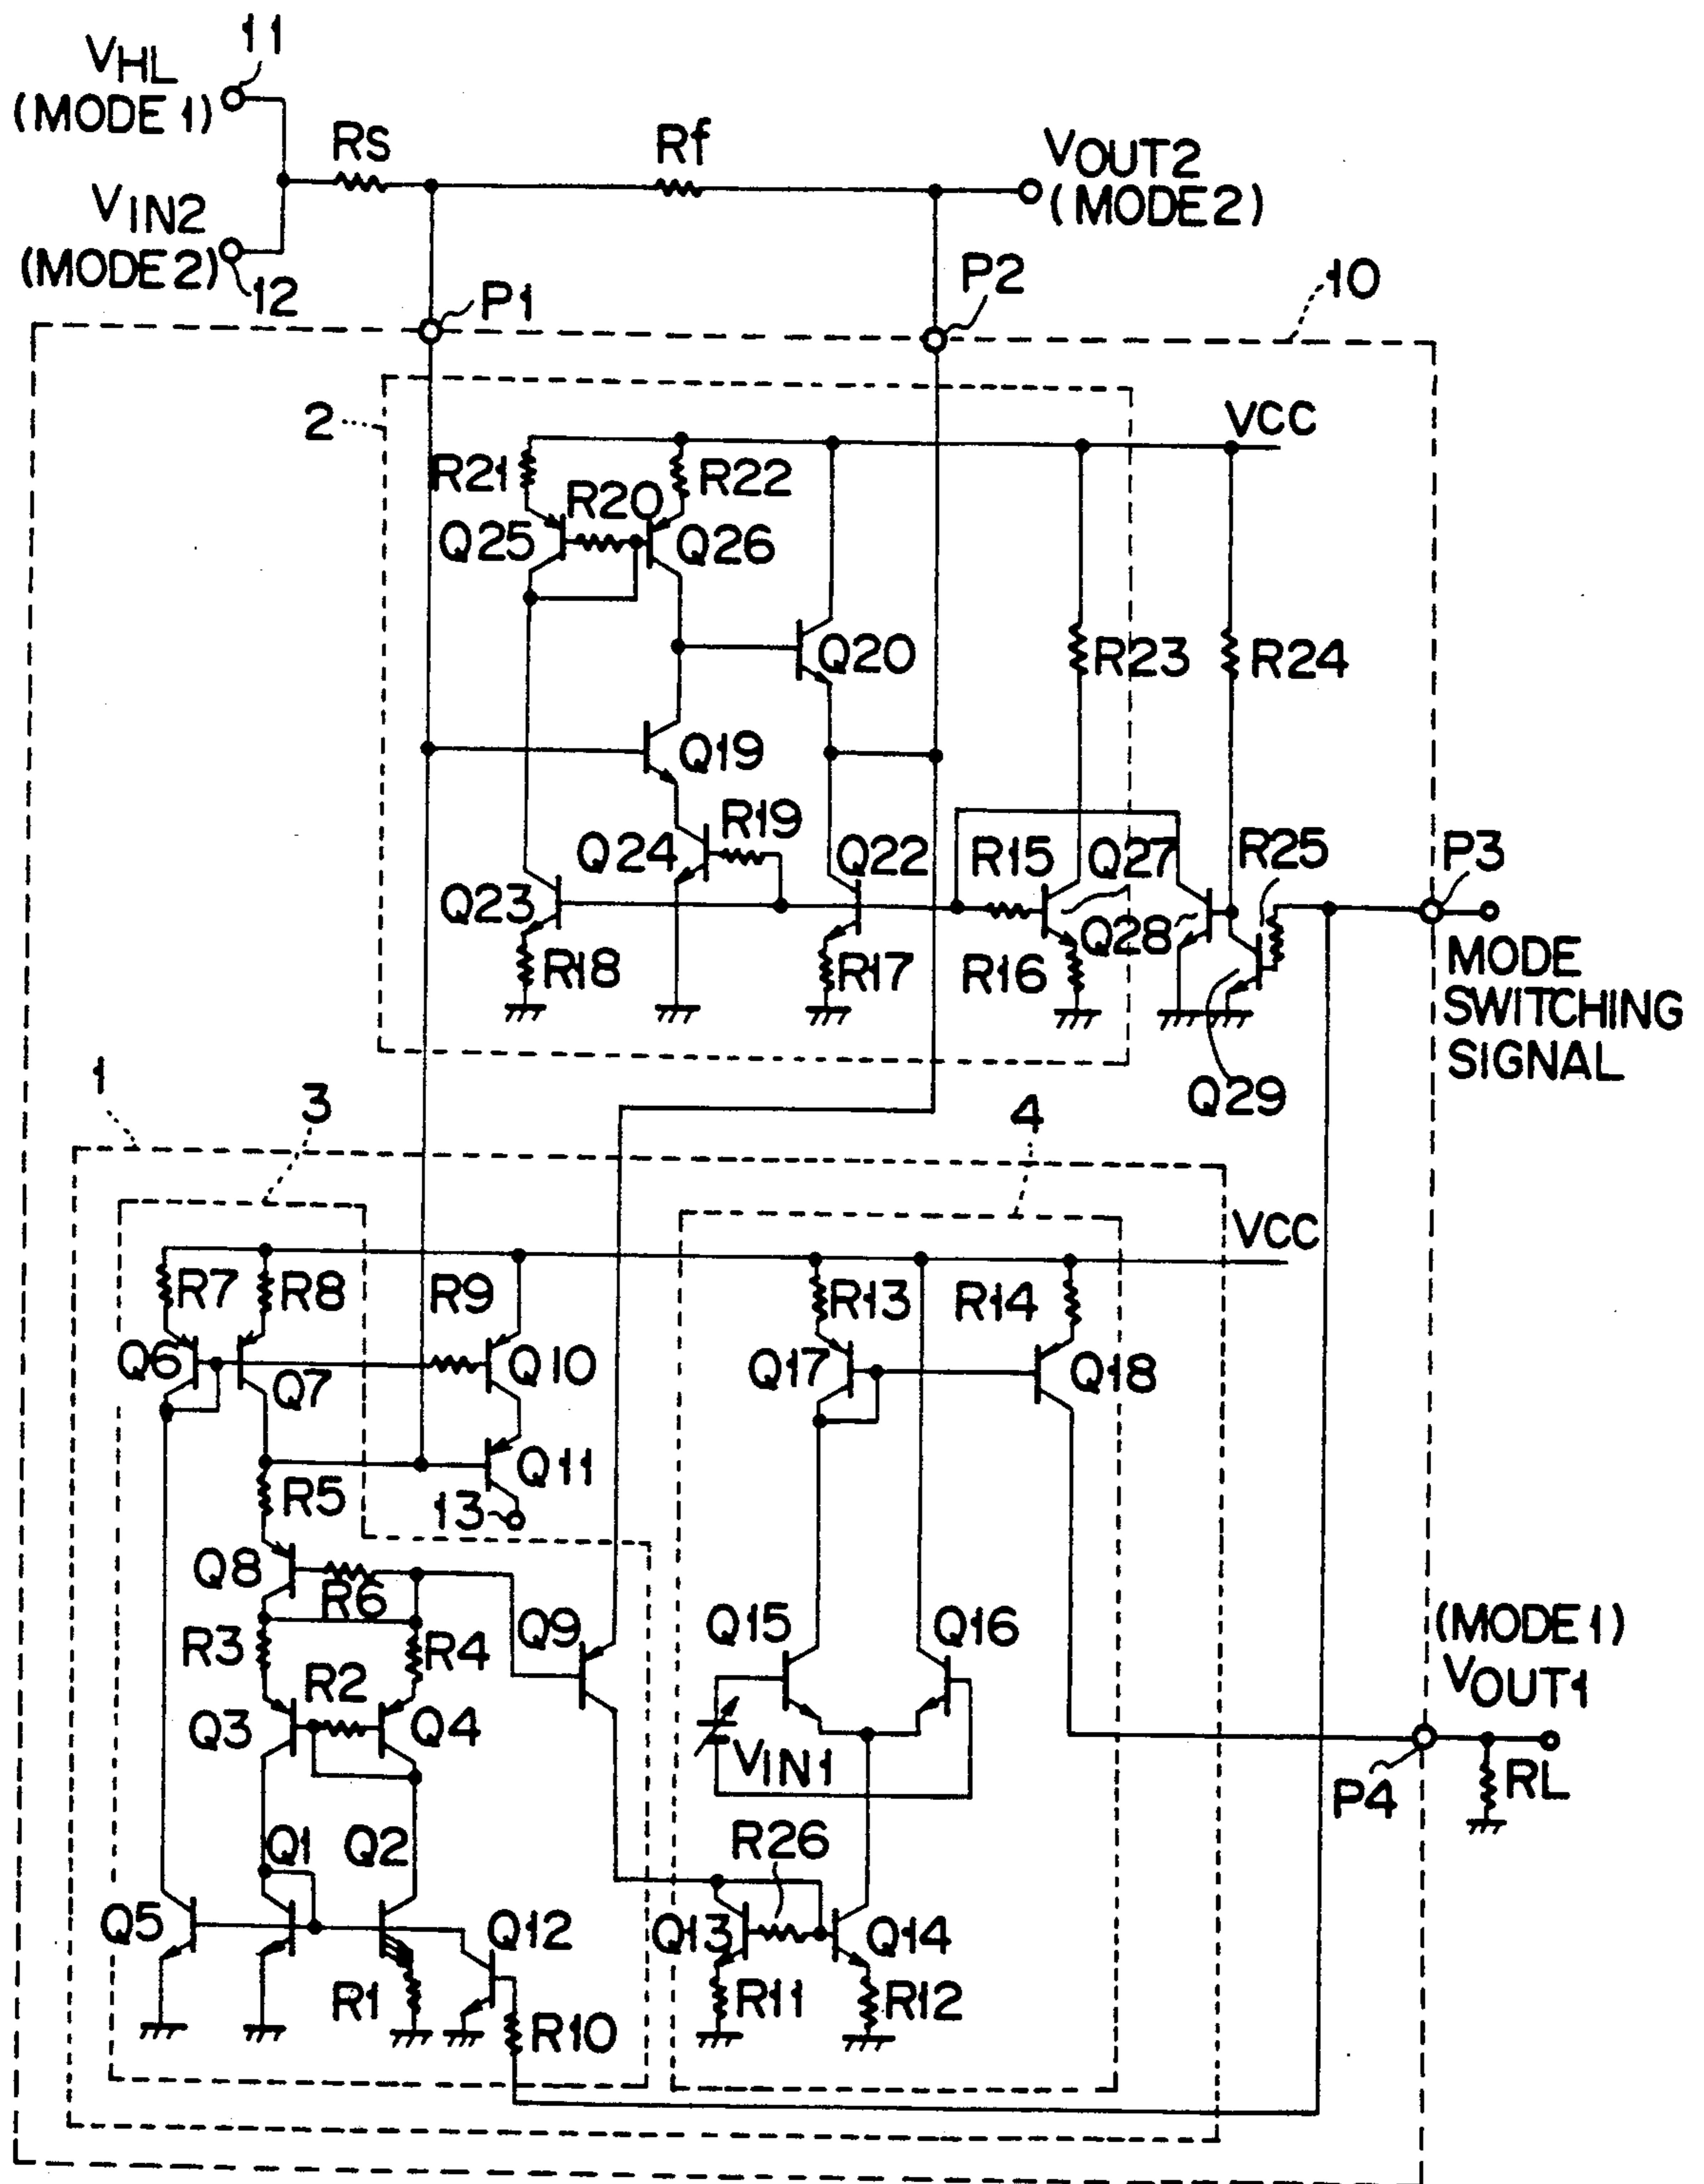 11
VHL
(MODE 1)
Rs
Rf
VOUT2
(MODE2)
VIN2
(MODE2)
12
P1
P2
10
2
VCC
R21
R20
R22
Q25
Q26
Q20
R23
R24
Q19
R19
Q24
Q22
R15
Q27
R25
P3
Q23
Q28
R18
R17
R16
MODE
SWITCHING
SIGNAL
Q29
1
3
4
VCC
R7
R8
R9
R13
R14
Q6
Q7
Q10
Q17
Q18
R5
Q11
13
Q8
R6
Q9
Q15
Q16
(MODE 1)
VOUT1
R3
R4
R2
Q3
Q4
VIN1
P4
RL
Q1
Q2
R26
Q5
Q12
Q13
Q14
R1
R10
R11
R12